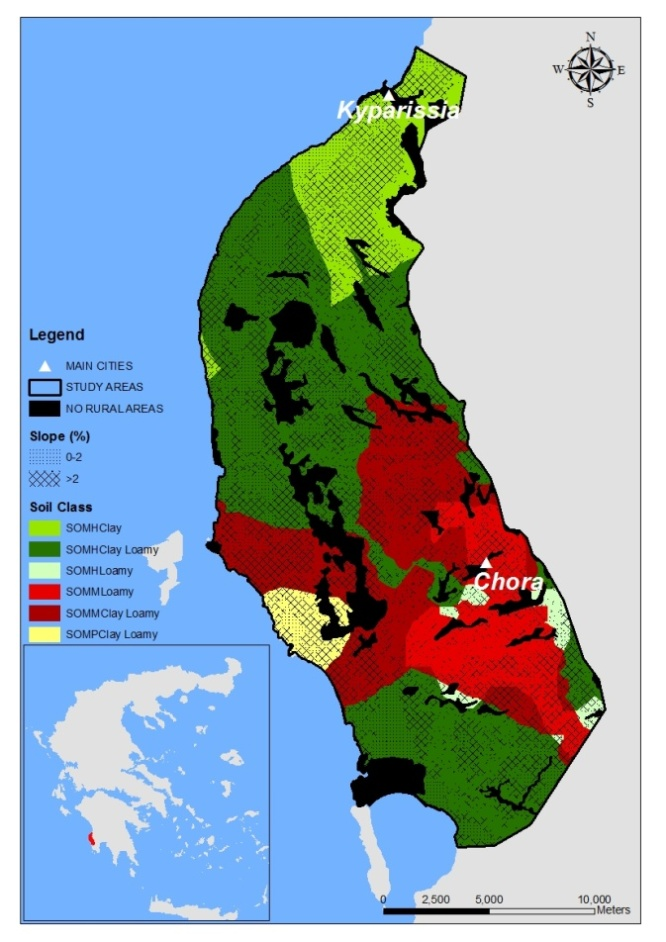 N
W E
S
Kyparissia
Legend
MAIN CITIES
STUDY AREAS
NO RURAL AREAS
Slope (%)
0-2
>2
Soil Class
SOMHClay
SOMHClay Loamy
SOMHLoamy
SOMMLoamy
SOMMClay Loamy
SOMPClay Loamy
Chora
0 2,500 5,000 10,000
Meters